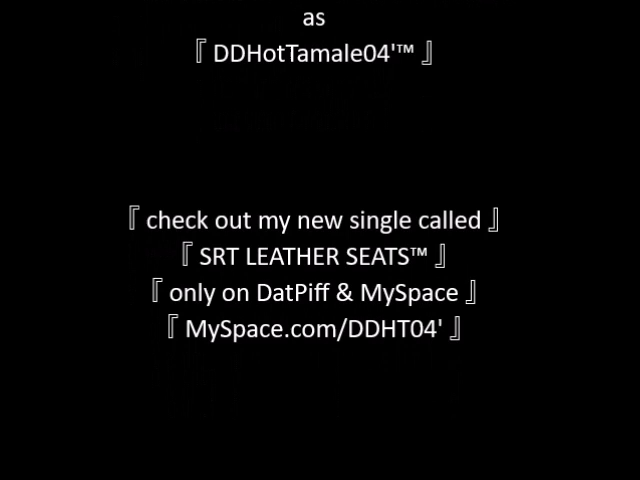 as
『 DDHotTamale04'™ 』
『 check out my new single called 』
『 SRT LEATHER SEATS™ 』
『 only on DatPiff & MySpace 』
『 MySpace.com/DDHT04' 』